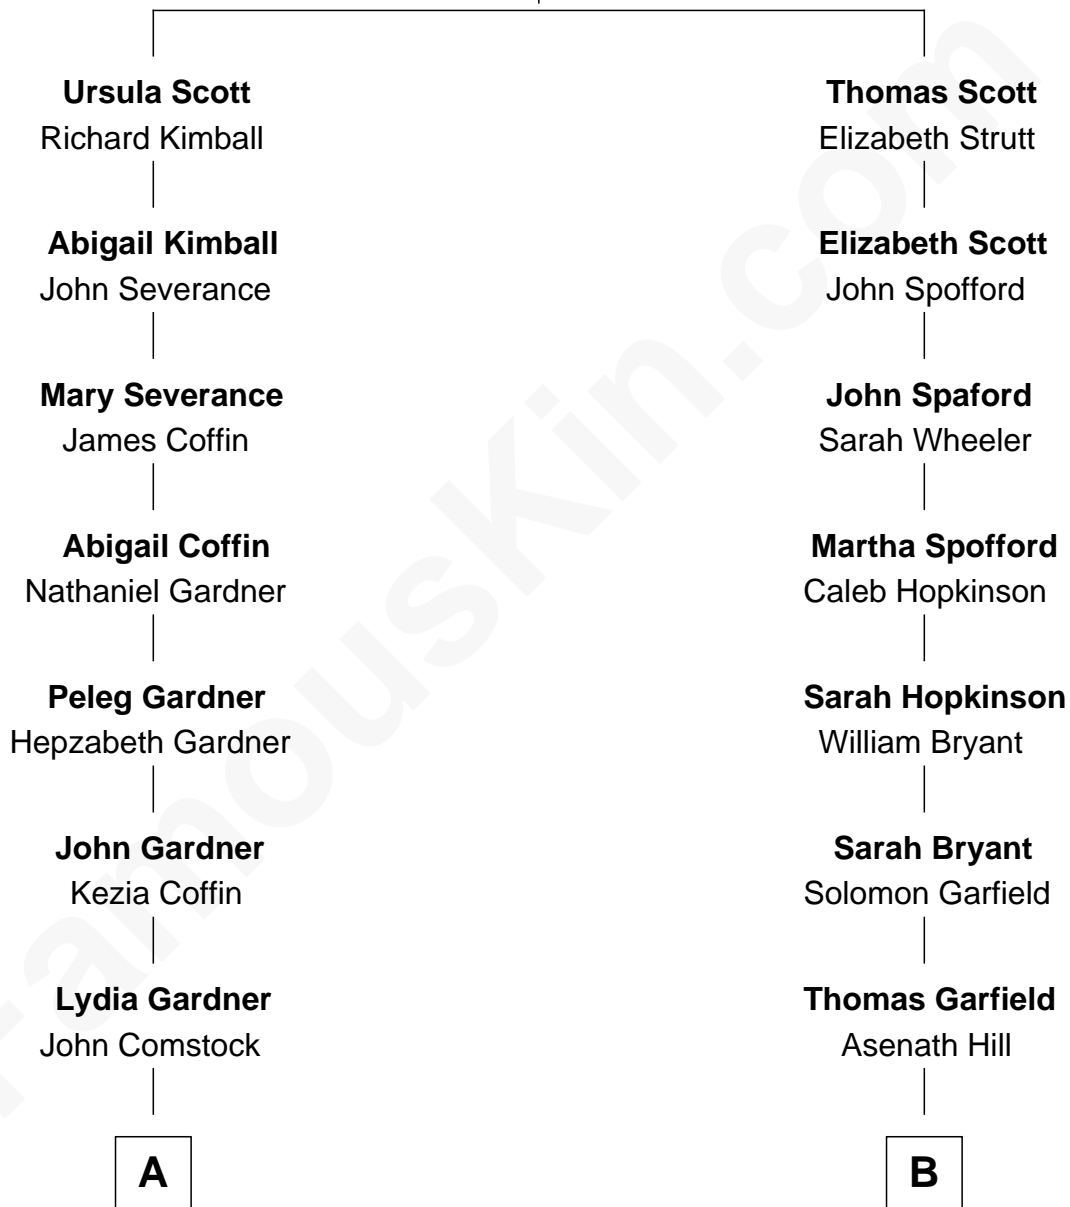 Ursula Scott
Richard Kimball
Abigail Kimball
John Severance
Mary Severance
James Coffin
Abigail Coffin
Nathaniel Gardner
Peleg Gardner
Hepzabeth Gardner
John Gardner
Kezia Coffin
Lydia Gardner
John Comstock
A
Thomas Scott
Elizabeth Strutt
Elizabeth Scott
John Spofford
John Spaford
Sarah Wheeler
Martha Spofford
Caleb Hopkinson
Sarah Hopkinson
William Bryant
Sarah Bryant
Solomon Garfield
Thomas Garfield
Asenath Hill
B
FamousKin.com